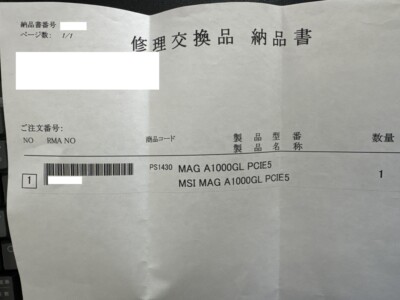 納品書番号
ページ数: 1/1
修理交換品 納品書
ご注文番号:
NO RMA NO 商品コード 製品型番 数量
製品名称
1 PS1430 MAG A1000GL PCIE5 1
MSI MAG A1000GL PCIE5